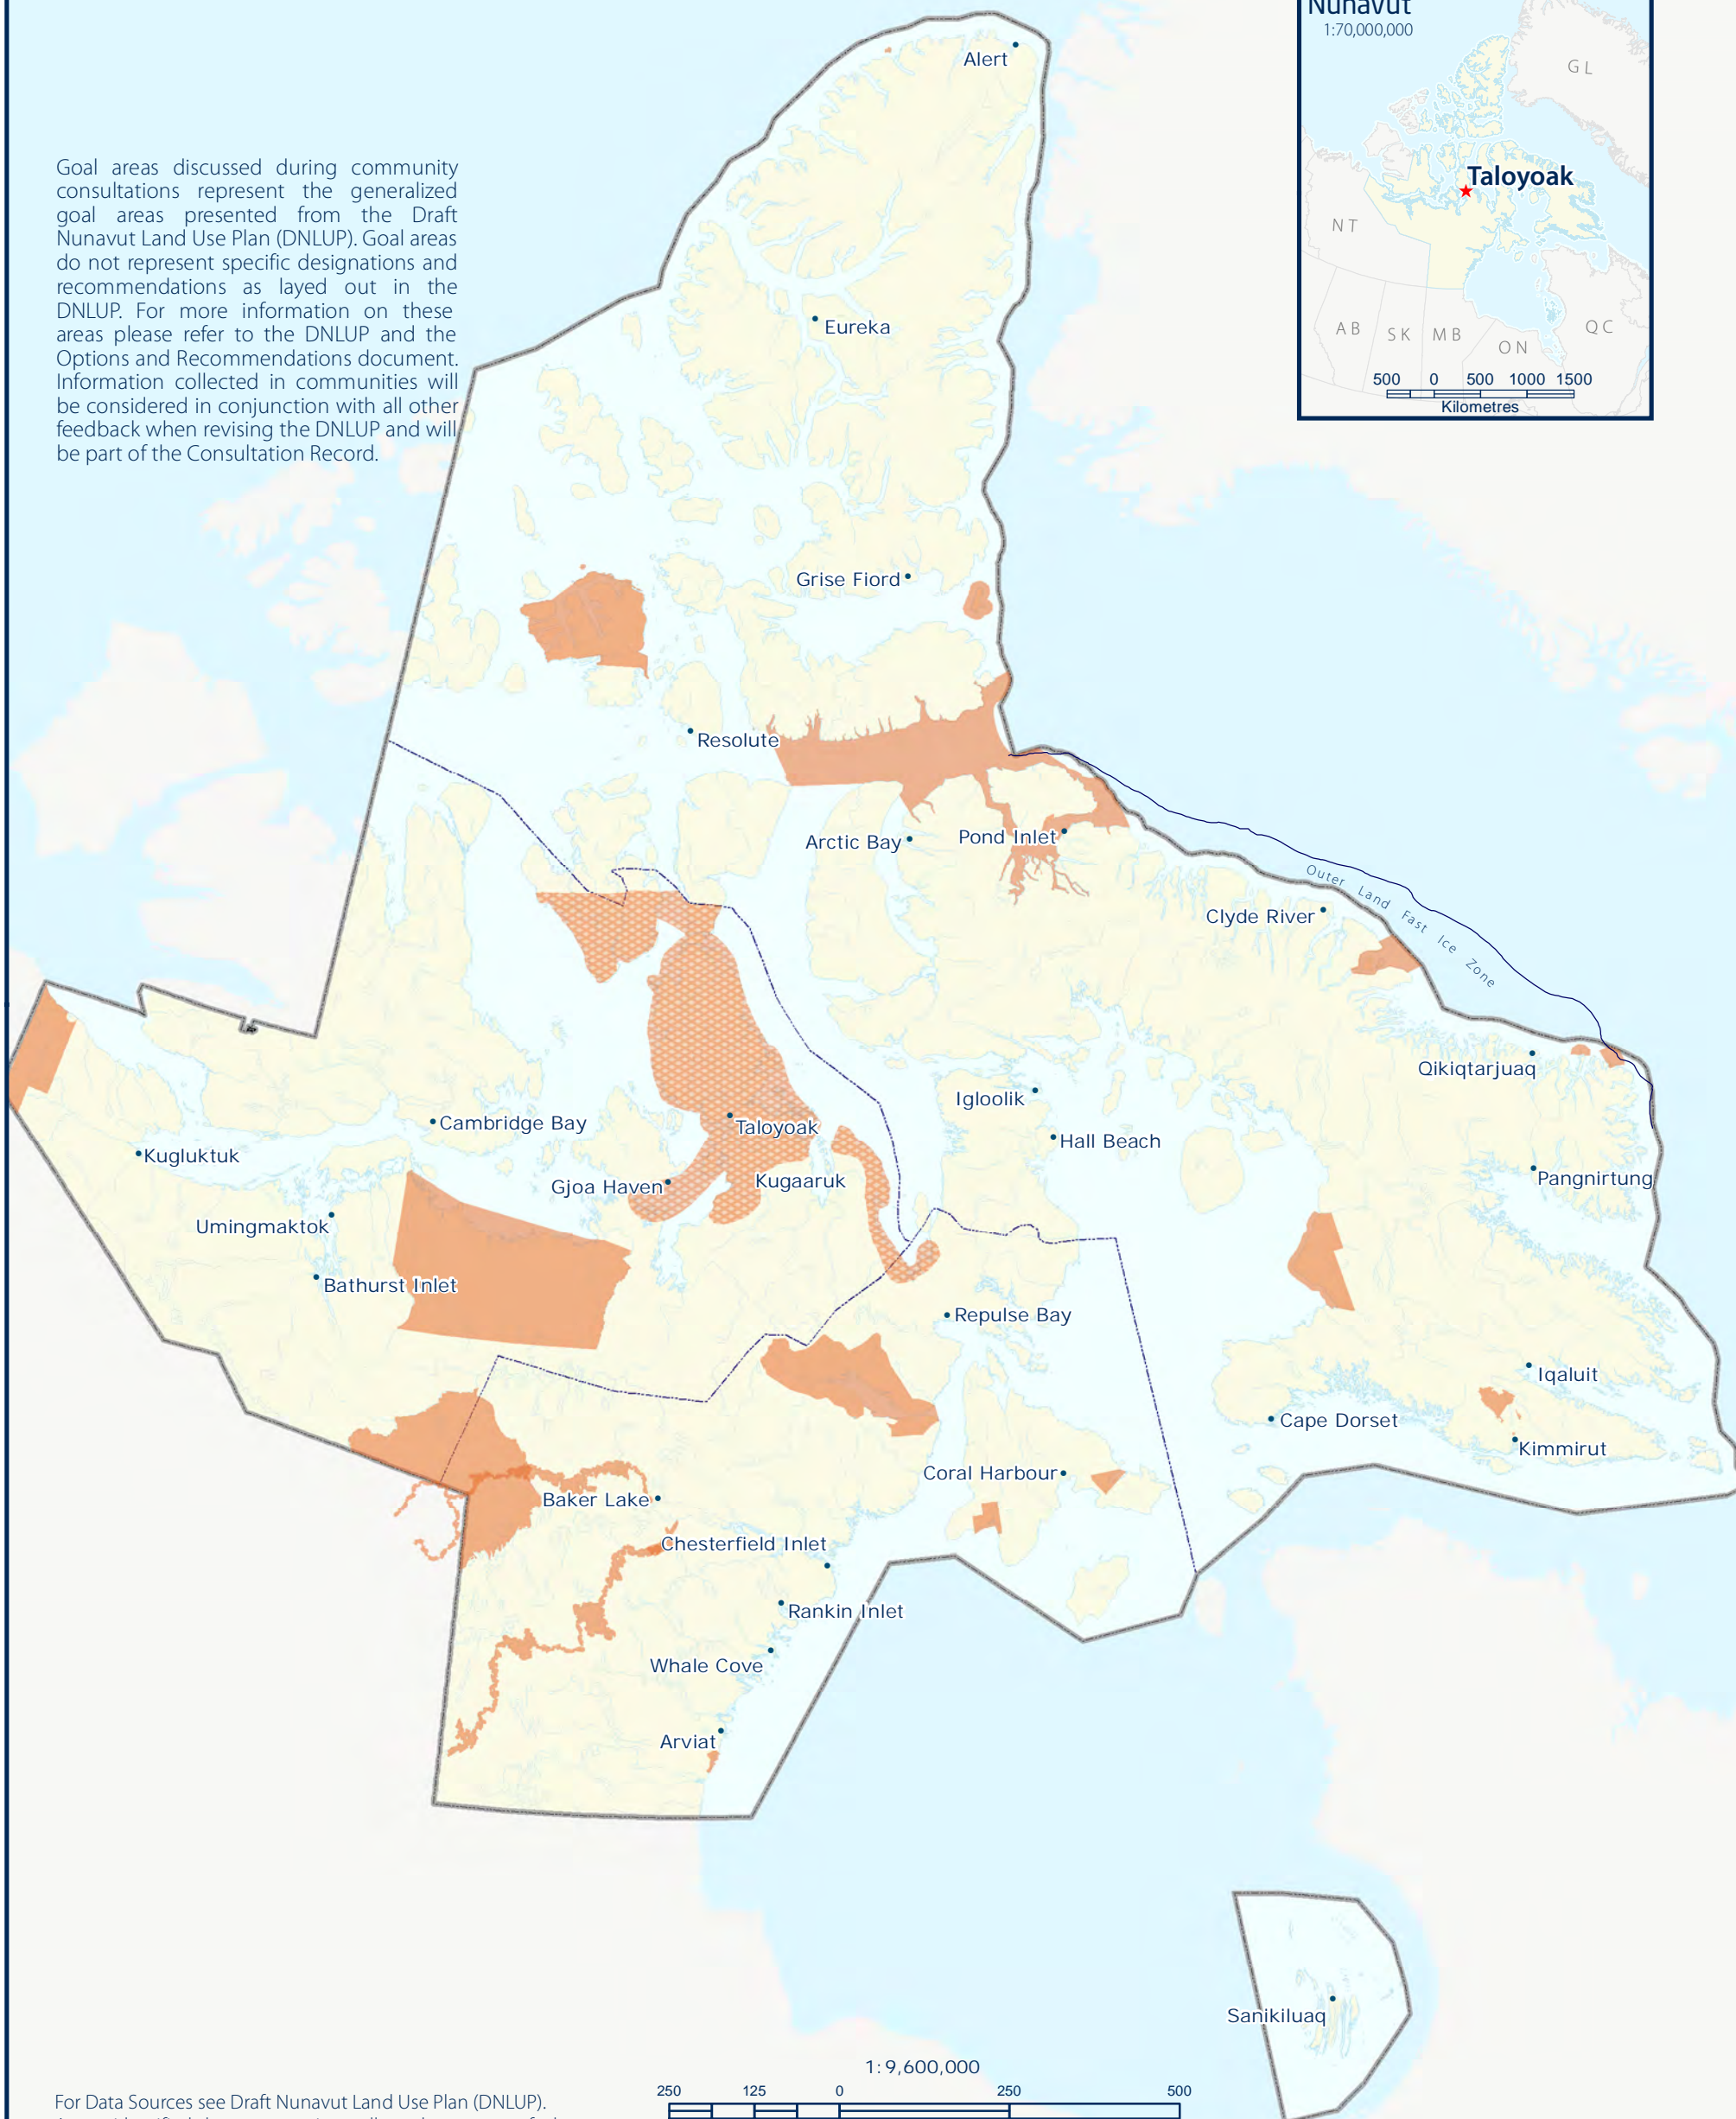 Nunavut
1:70,000,000
GL
Taloyoak
NT
AB
SK
MB
ON
QC
500 0 500 1000 1500
Kilometres
Goal areas discussed during community
consultations represent the generalized
goal areas presented from the Draft
Nunavut Land Use Plan (DNLUP). Goal areas
do not represent specific designations and
recommendations as layed out in the
DNLUP. For more information on these
areas please refer to the DNLUP and the
Options and Recommendations document.
Information collected in communities will
be considered in conjunction with all other
feedback when revising the DNLUP and will
be part of the Consultation Record.
Alert
Eureka
Grise Fiord
Resolute
Arctic Bay
Pond Inlet
Clyde River
Outer Land Fast Ice Zone
Qikiqtarjuaq
Igloolik
Hall Beach
Cambridge Bay
Taloyoak
Kugluktuk
Gjoa Haven
Kugaaruk
Pangnirtung
Umingmaktok
Bathurst Inlet
Repulse Bay
Iqaluit
Cape Dorset
Kimmirut
Coral Harbour
Baker Lake
Chesterfield Inlet
Rankin Inlet
Whale Cove
Arviat
Sanikiluaq
1:9,600,000
250 125 0 250 500
For Data Sources see Draft Nunavut Land Use Plan (DNLUP).